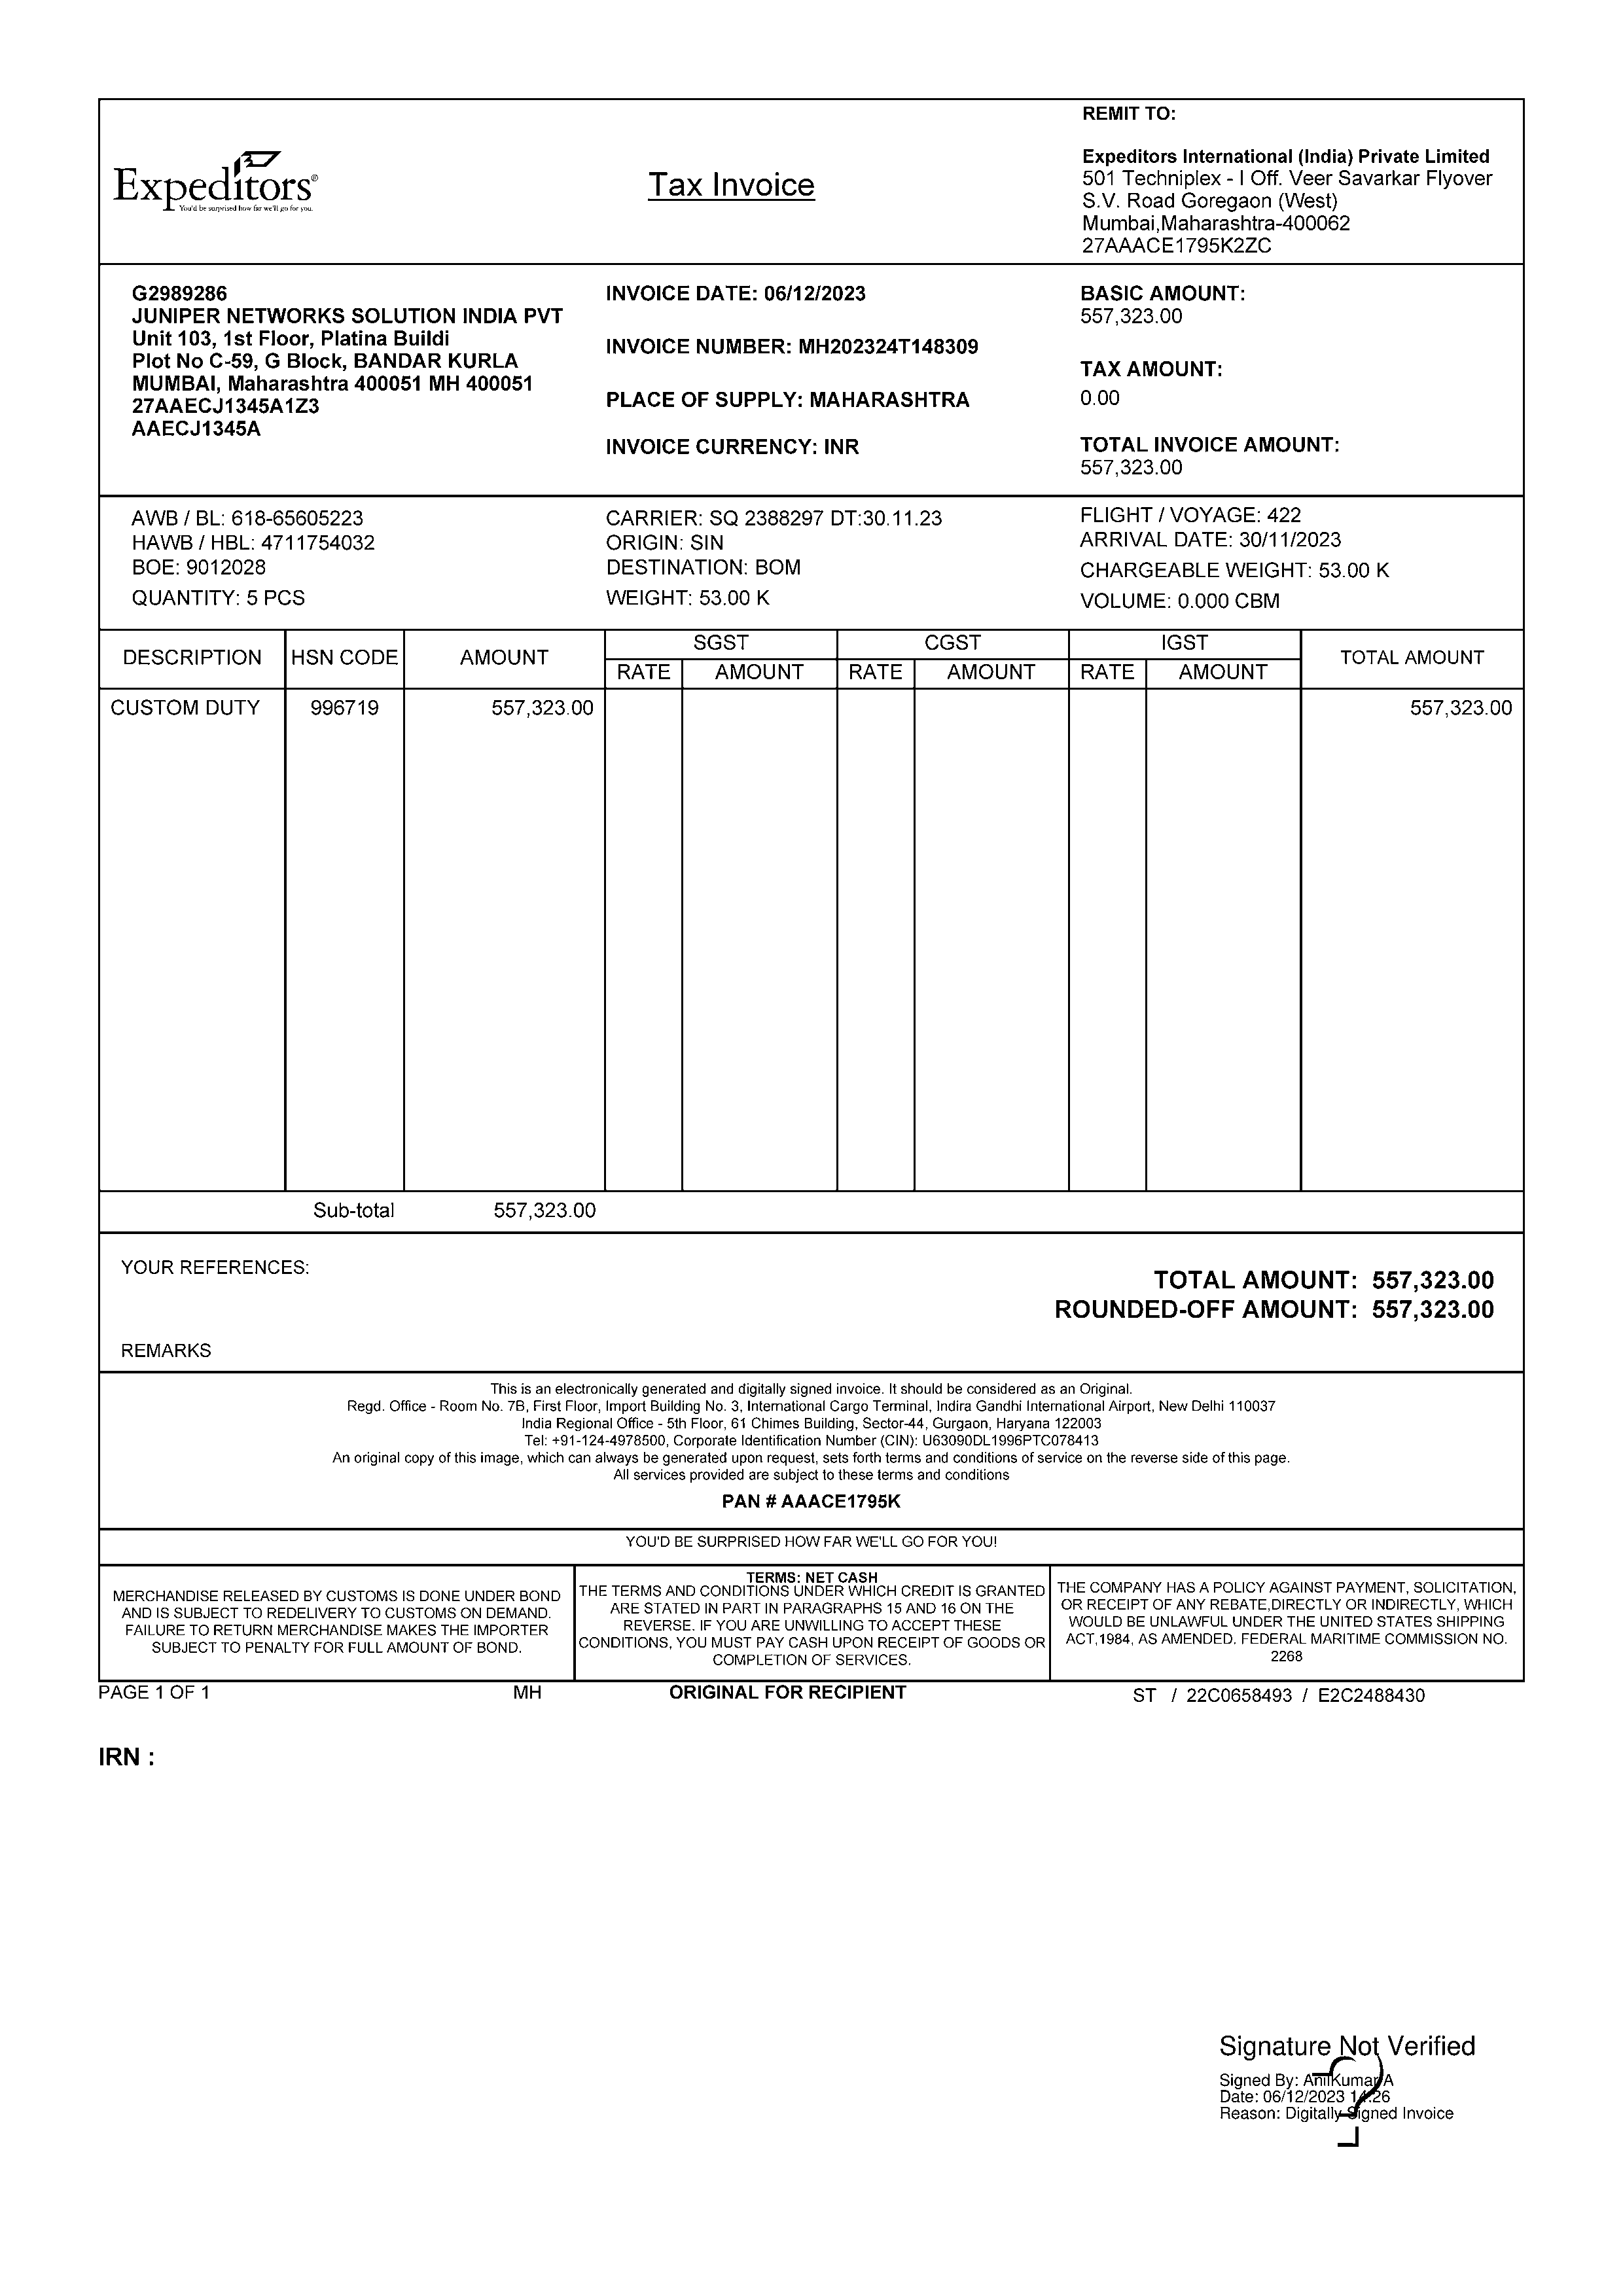 Expeditors®
You'd be surprised how far we'll go for you.
Tax Invoice
REMIT TO:
Expeditors International (India) Private Limited
501 Techniplex - I Off. Veer Savarkar Flyover
S.V. Road Goregaon (West)
Mumbai,Maharashtra-400062
27AAACE1795K2ZC
G2989286
JUNIPER NETWORKS SOLUTION INDIA PVT
Unit 103, 1st Floor, Platina Buildi
Plot No C-59, G Block, BANDAR KURLA
MUMBAI, Maharashtra 400051 MH 400051
27AAECJ1345A1Z3
AAECJ1345A
INVOICE DATE: 06/12/2023
INVOICE NUMBER: MH202324T148309
PLACE OF SUPPLY: MAHARASHTRA
INVOICE CURRENCY: INR
BASIC AMOUNT:
557,323.00
TAX AMOUNT:
0.00
TOTAL INVOICE AMOUNT:
557,323.00
AWB / BL: 618-65605223
HAWB / HBL: 4711754032
BOE: 9012028
QUANTITY: 5 PCS
CARRIER: SQ 2388297 DT:30.11.23
ORIGIN: SIN
DESTINATION: BOM
WEIGHT: 53.00 K
FLIGHT / VOYAGE: 422
ARRIVAL DATE: 30/11/2023
CHARGEABLE WEIGHT: 53.00 K
VOLUME: 0.000 CBM
DESCRIPTION HSN CODE AMOUNT SGST CGST IGST TOTAL AMOUNT
RATE AMOUNT RATE AMOUNT RATE AMOUNT
CUSTOM DUTY 996719 557,323.00 557,323.00
Sub-total 557,323.00
YOUR REFERENCES:
TOTAL AMOUNT: 557,323.00
ROUNDED-OFF AMOUNT: 557,323.00
REMARKS
This is an electronically generated and digitally signed invoice. It should be considered as an Original.
Regd. Office - Room No. 7B, First Floor, Import Building No. 3, International Cargo Terminal, Indira Gandhi International Airport, New Delhi 110037
India Regional Office - 5th Floor, 61 Chimes Building, Sector-44, Gurgaon, Haryana 122003
Tel: +91-124-4978500, Corporate Identification Number (CIN): U63090DL1996PTC078413
An original copy of this image, which can always be generated upon request, sets forth terms and conditions of service on the reverse side of this page.
All services provided are subject to these terms and conditions
PAN # AAACE1795K
YOU'D BE SURPRISED HOW FAR WE'LL GO FOR YOU!
MERCHANDISE RELEASED BY CUSTOMS IS DONE UNDER BOND
AND IS SUBJECT TO REDELIVERY TO CUSTOMS ON DEMAND.
FAILURE TO RETURN MERCHANDISE MAKES THE IMPORTER
SUBJECT TO PENALTY FOR FULL AMOUNT OF BOND.
TERMS: NET CASH
THE TERMS AND CONDITIONS UNDER WHICH CREDIT IS GRANTED
ARE STATED IN PART IN PARAGRAPHS 15 AND 16 ON THE
REVERSE. IF YOU ARE UNWILLING TO ACCEPT THESE
CONDITIONS, YOU MUST PAY CASH UPON RECEIPT OF GOODS OR
COMPLETION OF SERVICES.
THE COMPANY HAS A POLICY AGAINST PAYMENT, SOLICITATION,
OR RECEIPT OF ANY REBATE,DIRECTLY OR INDIRECTLY, WHICH
WOULD BE UNLAWFUL UNDER THE UNITED STATES SHIPPING
ACT,1984, AS AMENDED. FEDERAL MARITIME COMMISSION NO.
2268
PAGE 1 OF 1 MH ORIGINAL FOR RECIPIENT ST / 22C0658493 / E2C2488430
IRN :
Signature Not Verified
Signed By: AnilKumar A
Date: 06/12/2023 14:26
Reason: Digitally Signed Invoice